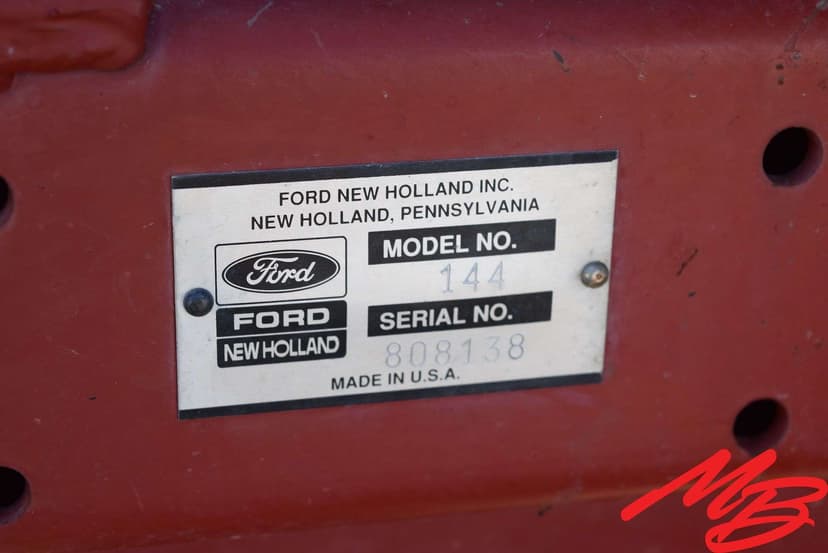 FORD NEW HOLLAND INC.
NEW HOLLAND, PENNSYLVANIA
Ford
FORD
NEW HOLLAND
MODEL NO.
144
SERIAL NO.
808138
MADE IN U.S.A.
MB